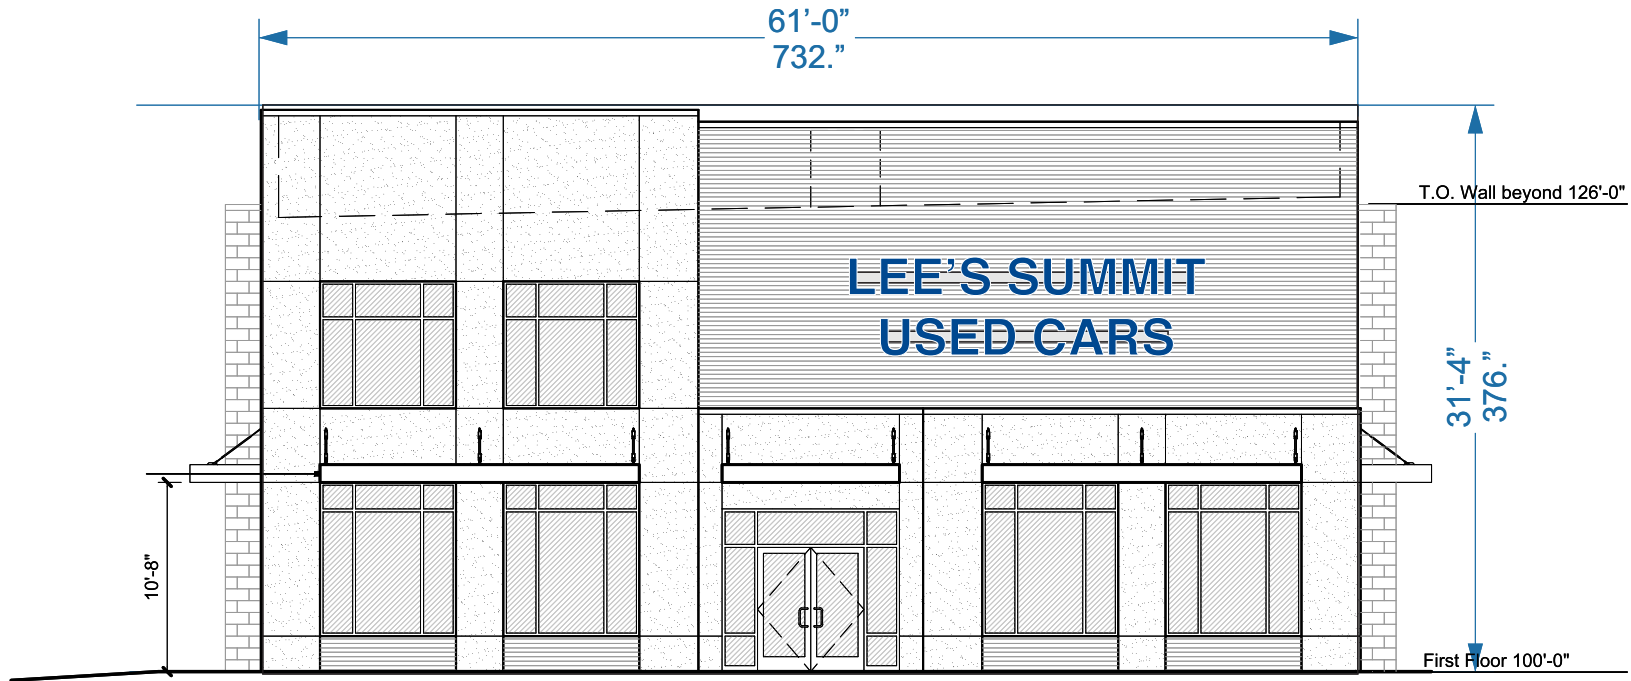 61’-0”
732.”
T.O. Wall beyond 126'-0"
LEE’S SUMMIT
USED CARS
31’-4”
376.”
10'-8"
First Floor 100'-0"